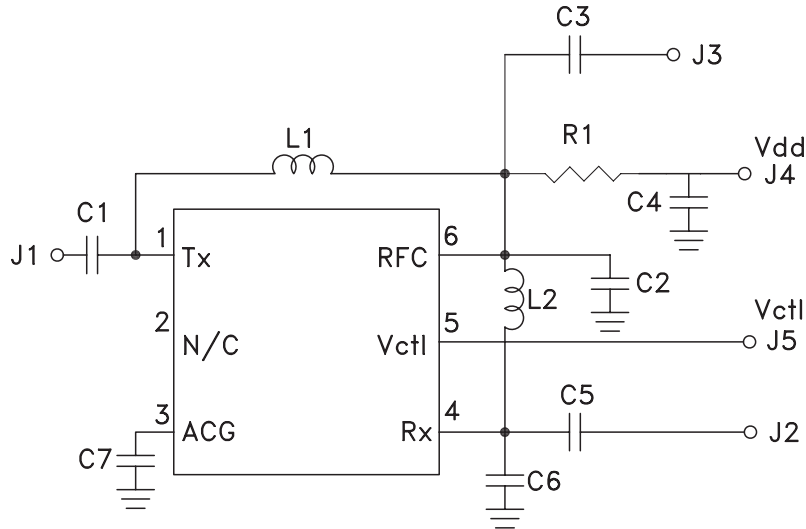 C3
J3
L1
R1
Vdd
J4
C4
C1
J1
1
Tx
RFC
6
C2
L2
2
N/C
Vctl
5
Vctl
J5
3
ACG
Rx
4
C5
J2
C7
C6